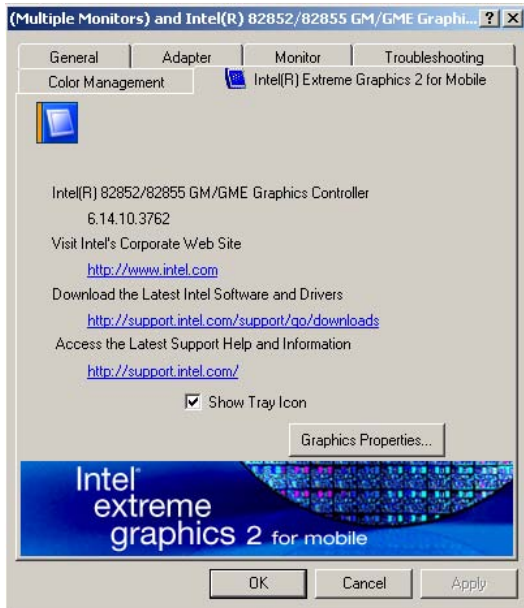 (Multiple Monitors) and Intel(R) 82852/82855 GM/GME Graphi...
General Adapter Monitor Troubleshooting
Color Management Intel(R) Extreme Graphics 2 for Mobile
Intel(R) 82852/82855 GM/GME Graphics Controller
6.14.10.3762
Visit Intel's Corporate Web Site
http://www.intel.com
Download the Latest Intel Software and Drivers
http://support.intel.com/support/go/downloads
Access the Latest Support Help and Information
http://support.intel.com/
Show Tray Icon
Graphics Properties...
Intel®
extreme
graphics 2 for mobile
OK Cancel Apply